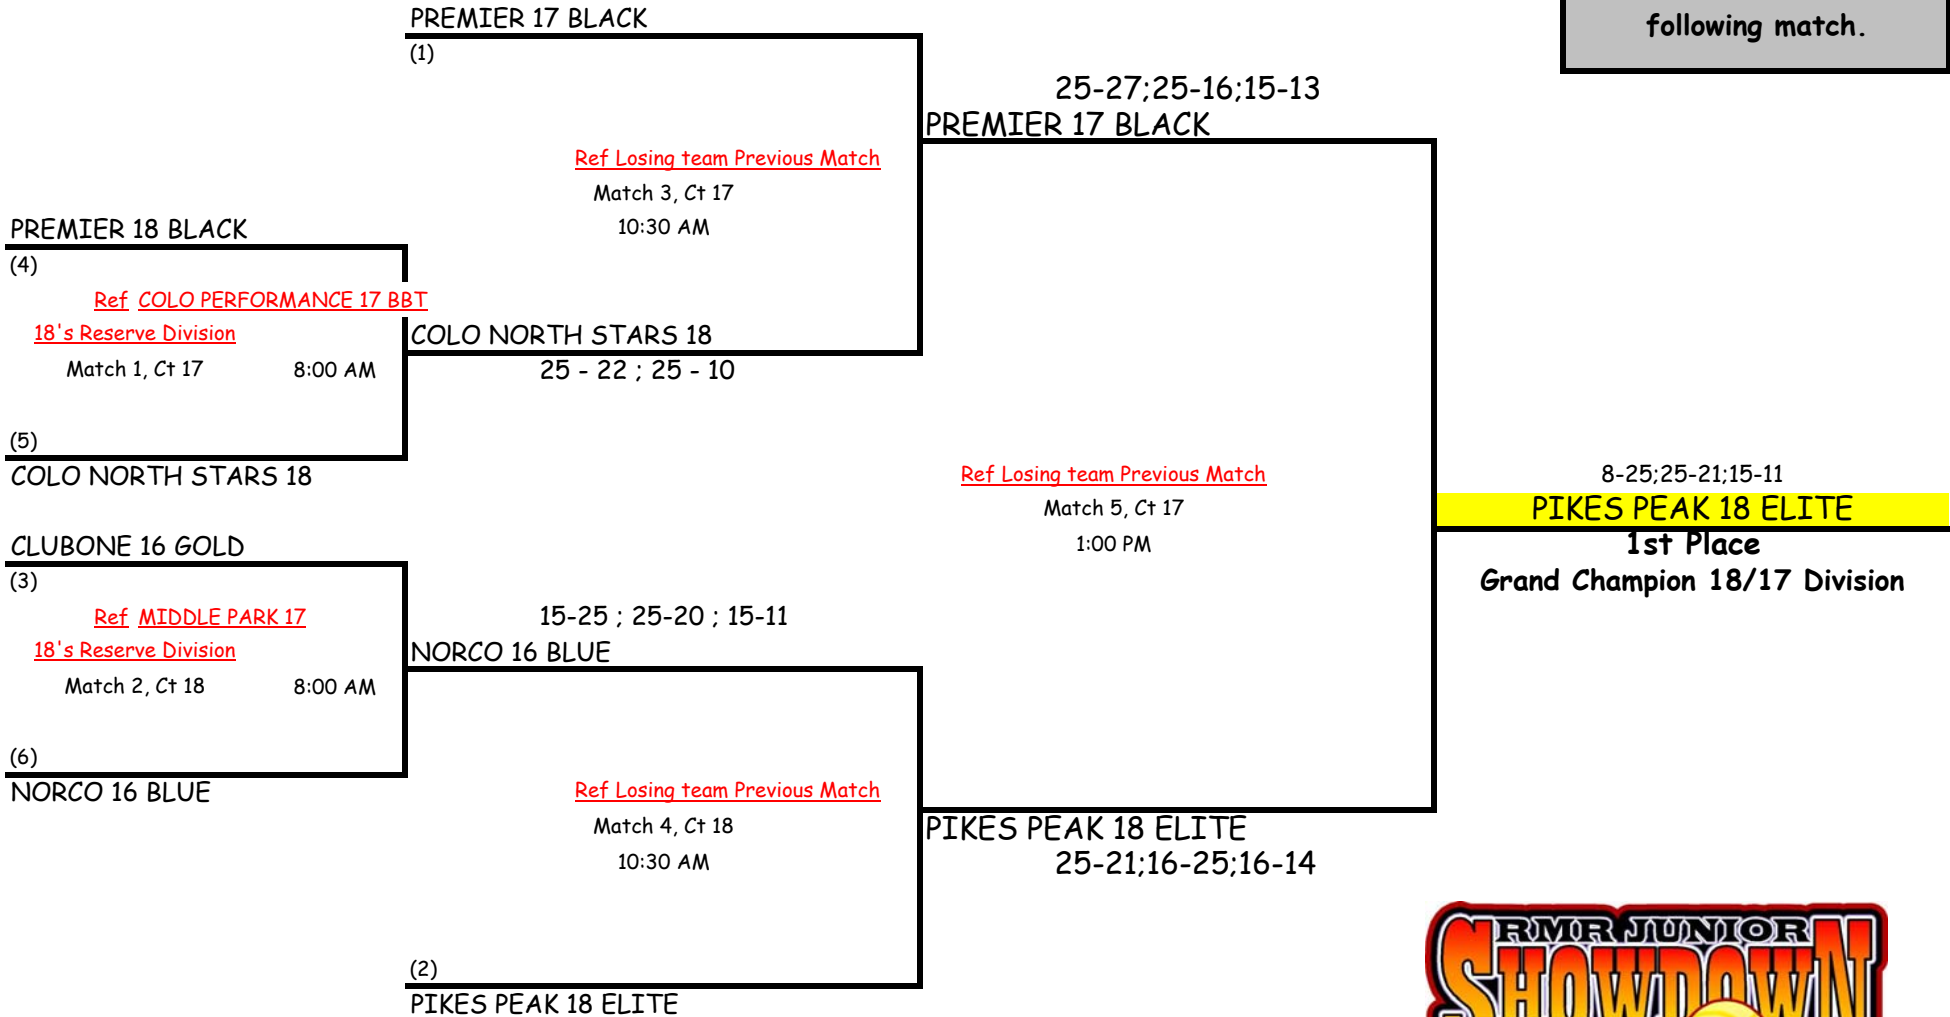 PREMIER 17 BLACK
(1)
following match.
25-27;25-16;15-13
PREMIER 17 BLACK
Ref Losing team Previous Match
Match 3, Ct 17
10:30 AM
PREMIER 18 BLACK
(4)
Ref COLO PERFORMANCE 17 BBT
18's Reserve Division
Match 1, Ct 17 8:00 AM
COLO NORTH STARS 18
25 - 22 ; 25 - 10
(5)
COLO NORTH STARS 18
Ref Losing team Previous Match
Match 5, Ct 17
1:00 PM
8-25;25-21;15-11
PIKES PEAK 18 ELITE
1st Place
Grand Champion 18/17 Division
CLUBONE 16 GOLD
(3)
Ref MIDDLE PARK 17
18's Reserve Division
Match 2, Ct 18 8:00 AM
15-25 ; 25-20 ; 15-11
NORCO 16 BLUE
(6)
NORCO 16 BLUE
Ref Losing team Previous Match
Match 4, Ct 18
10:30 AM
PIKES PEAK 18 ELITE
25-21;16-25;16-14
(2)
PIKES PEAK 18 ELITE
RMR JUNIOR
SHOWDOWN